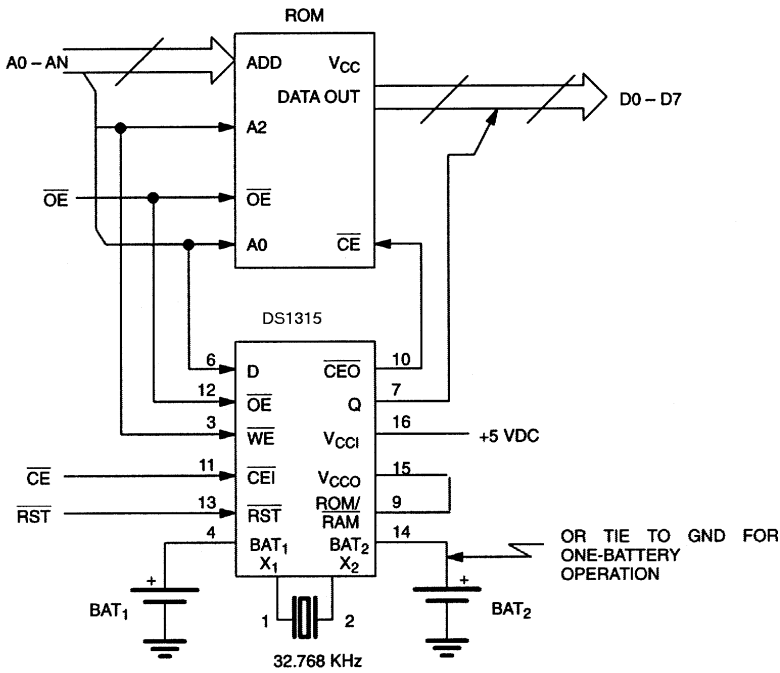 ROM
A0 – AN
ADD
VCC
DATA OUT
D0 – D7
A2
OE
OE
A0
CE
DS1315
6
D
CEO
10
12
OE
Q
7
3
WE
VCCI
16
+5 VDC
CE
11
CEI
VCCO
15
RST
13
RST
ROM/
RAM
9
4
BAT1
BAT2
14
X1
X2
OR TIE TO GND FOR
ONE-BATTERY
OPERATION
+
BAT1
1
2
+
BAT2
32.768 KHz